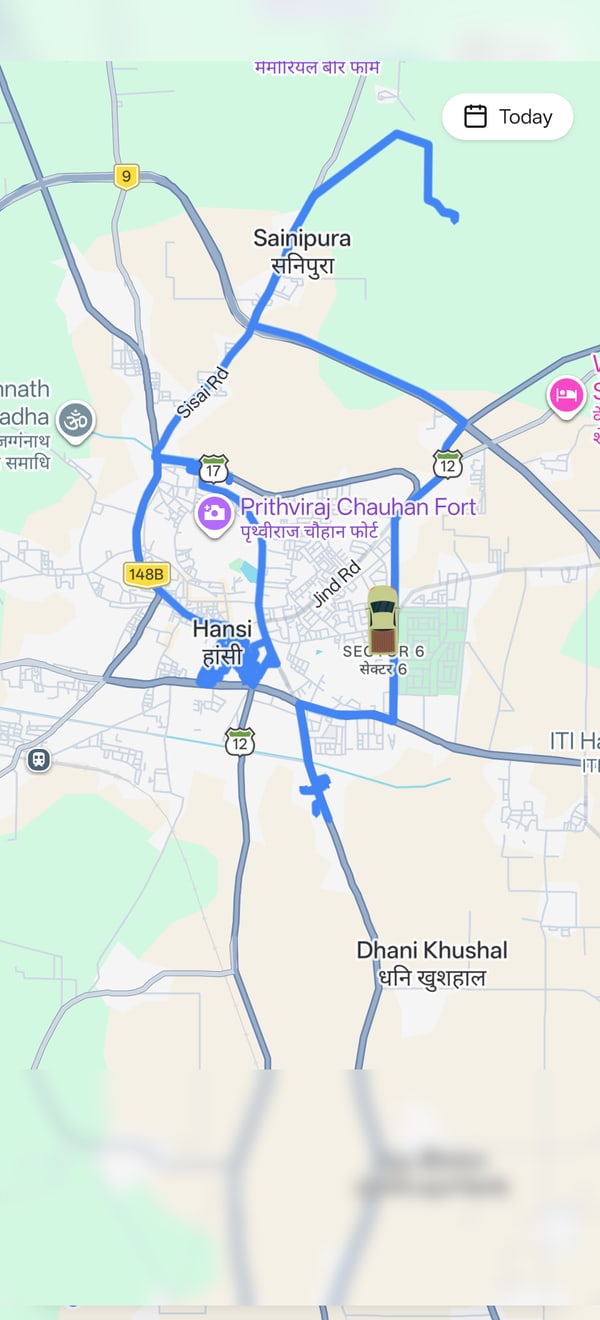 मेमोरियल बीर फार्म
Today
9
Sainipura
सनिपुरा
Sisai Rd
nnath
adha
जग्गंनाथ
समाधि
17
12
Prithviraj Chauhan Fort
पृथ्वीराज चौहान फोर्ट
148B
Jind Rd
Hansi
हांसी
SECTOR 6
सेक्टर 6
12
ITI Ha
ITI
Dhani Khushal
धनि खुशहाल